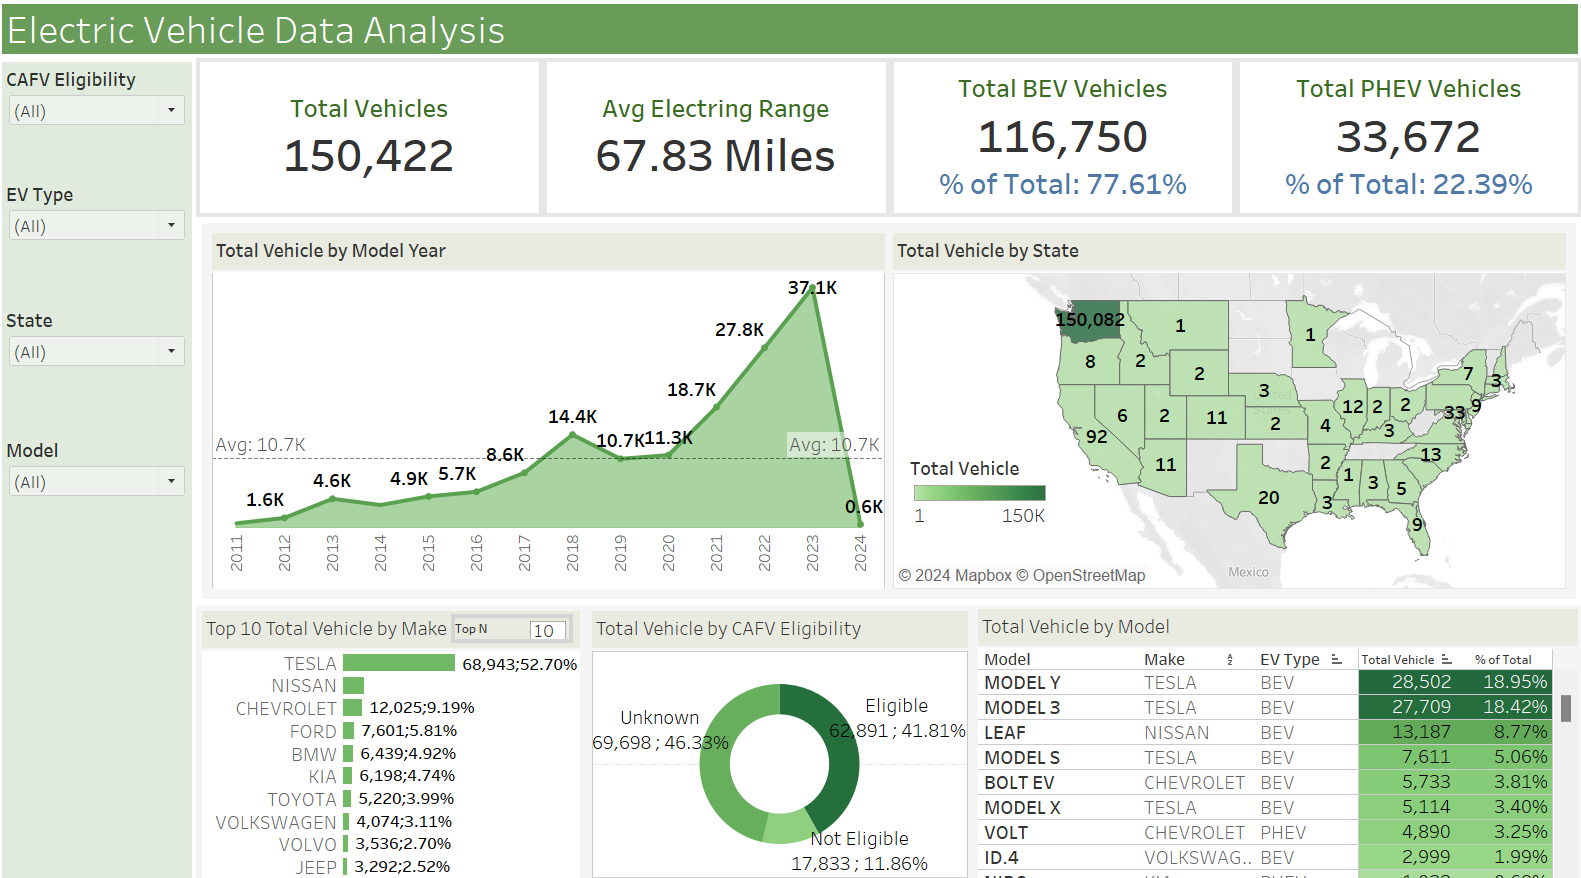 Electric Vehicle Data Analysis
CAFV Eligibility
(All)
EV Type
(All)
State
(All)
Model
(All)
Total Vehicles
150,422
Avg Electring Range
67.83 Miles
Total BEV Vehicles
116,750
% of Total: 77.61%
Total PHEV Vehicles
33,672
% of Total: 22.39%
Total Vehicle by Model Year
37.1K
27.8K
18.7K
14.4K
10.7K
11.3K
Avg: 10.7K
Avg: 10.7K
8.6K
5.7K
4.9K
4.6K
1.6K
0.6K
2011
2012
2013
2014
2015
2016
2017
2018
2019
2020
2021
2022
2023
2024
Total Vehicle by State
150,082
1
1
8
2
2
3
7
3
6
2
11
2
4
12
2
2
33
9
92
3
11
2
13
1
3
5
20
3
9
United States
Total Vehicle
1
150K
Mexico
© 2024 Mapbox © OpenStreetMap
Top 10 Total Vehicle by Make
Top N
10
TESLA 68,943;52.70%
NISSAN
CHEVROLET 12,025;9.19%
FORD 7,601;5.81%
BMW 6,439;4.92%
KIA 6,198;4.74%
TOYOTA 5,220;3.99%
VOLKSWAGEN 4,074;3.11%
VOLVO 3,536;2.70%
JEEP 3,292;2.52%
Total Vehicle by CAFV Eligibility
Unknown
69,698 ; 46.33%
Eligible
62,891 ; 41.81%
Not Eligible
17,833 ; 11.86%
Total Vehicle by Model
Model Make EV Type Total Vehicle % of Total
MODEL Y TESLA BEV 28,502 18.95%
MODEL 3 TESLA BEV 27,709 18.42%
LEAF NISSAN BEV 13,187 8.77%
MODEL S TESLA BEV 7,611 5.06%
BOLT EV CHEVROLET BEV 5,733 3.81%
MODEL X TESLA BEV 5,114 3.40%
VOLT CHEVROLET PHEV 4,890 3.25%
ID.4 VOLKSWAG.. BEV 2,999 1.99%